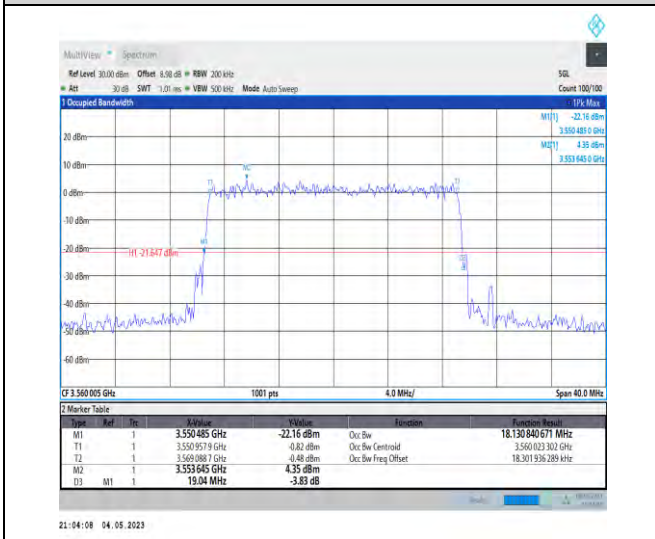 MultiView Spectrum
Ref Level 30.00 dBm Offset 8.98 dB RBW 200 kHz SGL
Att 30 dB SWT 1.01 ms VBW 500 kHz Mode Auto Sweep Count 100/100
1 Occupied Bandwidth 1Pk Max
M1[1] -22.16 dBm
3.550 485 0 GHz
M2[1] 4.35 dBm
3.553 645 0 GHz
20 dBm
10 dBm
M2
T1
T2
0 dBm
-10 dBm
M1
-20 dBm
H1 -21.647 dBm
-30 dBm
-40 dBm
-50 dBm
-60 dBm
CF 3.560 005 GHz 1001 pts 4.0 MHz/ Span 40.0 MHz
2 Marker Table
Type Ref Trc X-Value Y-Value Function Function Result
M1 1 3.550 485 GHz -22.16 dBm Occ Bw 18.130 840 671 MHz
T1 1 3.550 957 9 GHz -0.82 dBm Occ Bw Centroid 3.560 023 302 GHz
T2 1 3.569 088 7 GHz -0.48 dBm Occ Bw Freq Offset 18.301 936 289 kHz
M2 1 3.553 645 GHz 4.35 dBm
D3 M1 1 19.04 MHz -3.83 dB
21:04:08 04.05.2023